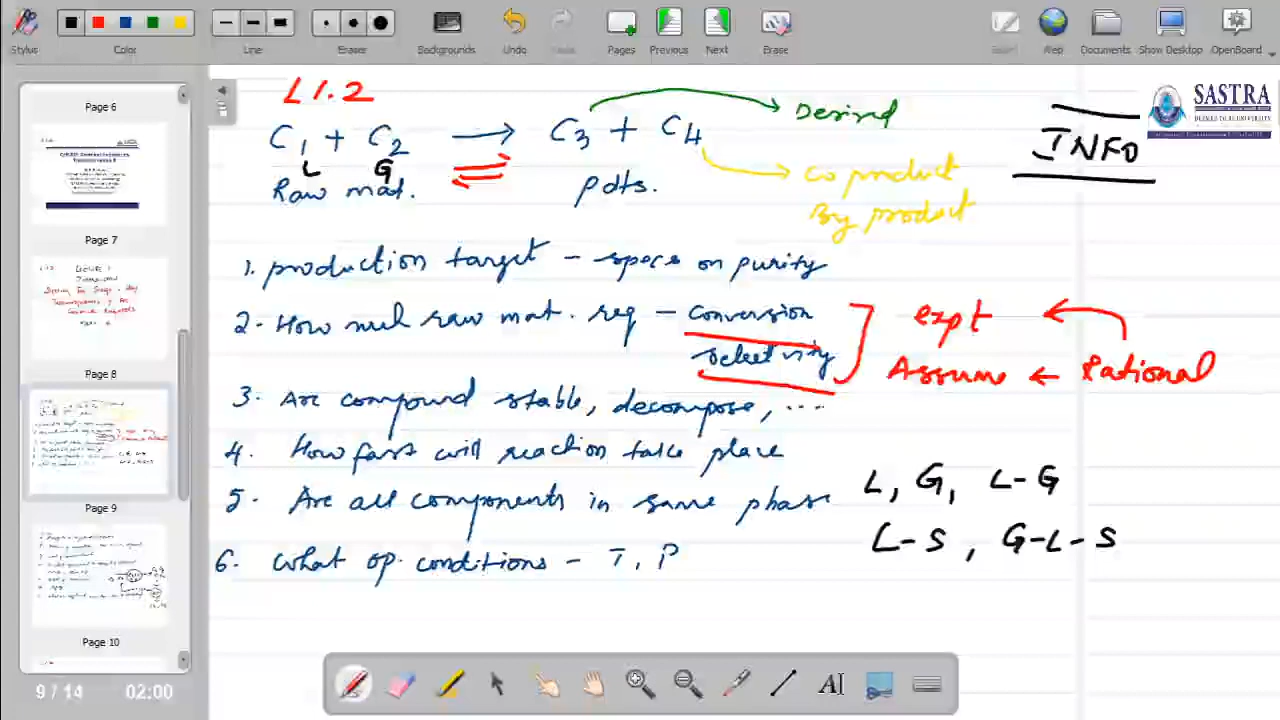 Stylus
Color
Line
Eraser
Backgrounds
Undo
Pages
Previous
Next
Erase
Board
Web
Documents
Show Desktop
OpenBoard
Page 6
Page 7
Page 8
Page 9
Page 10
9 / 14 02:00
L1.2
C1 + C2 → C3 + C4
L G
Raw mat. pdts.
Desired
Co product
By product
INFO
SASTRA
1. production target - specs on purity
2. How much raw mat. req - conversion
selectivity
expt
Assume ← Rational
3. Are compound stable, decompose, ....
4. How fast will reaction take place
5. Are all components in same phase
L, G, L-G
L-S, G-L-S
6. What op. conditions - T, P
AI